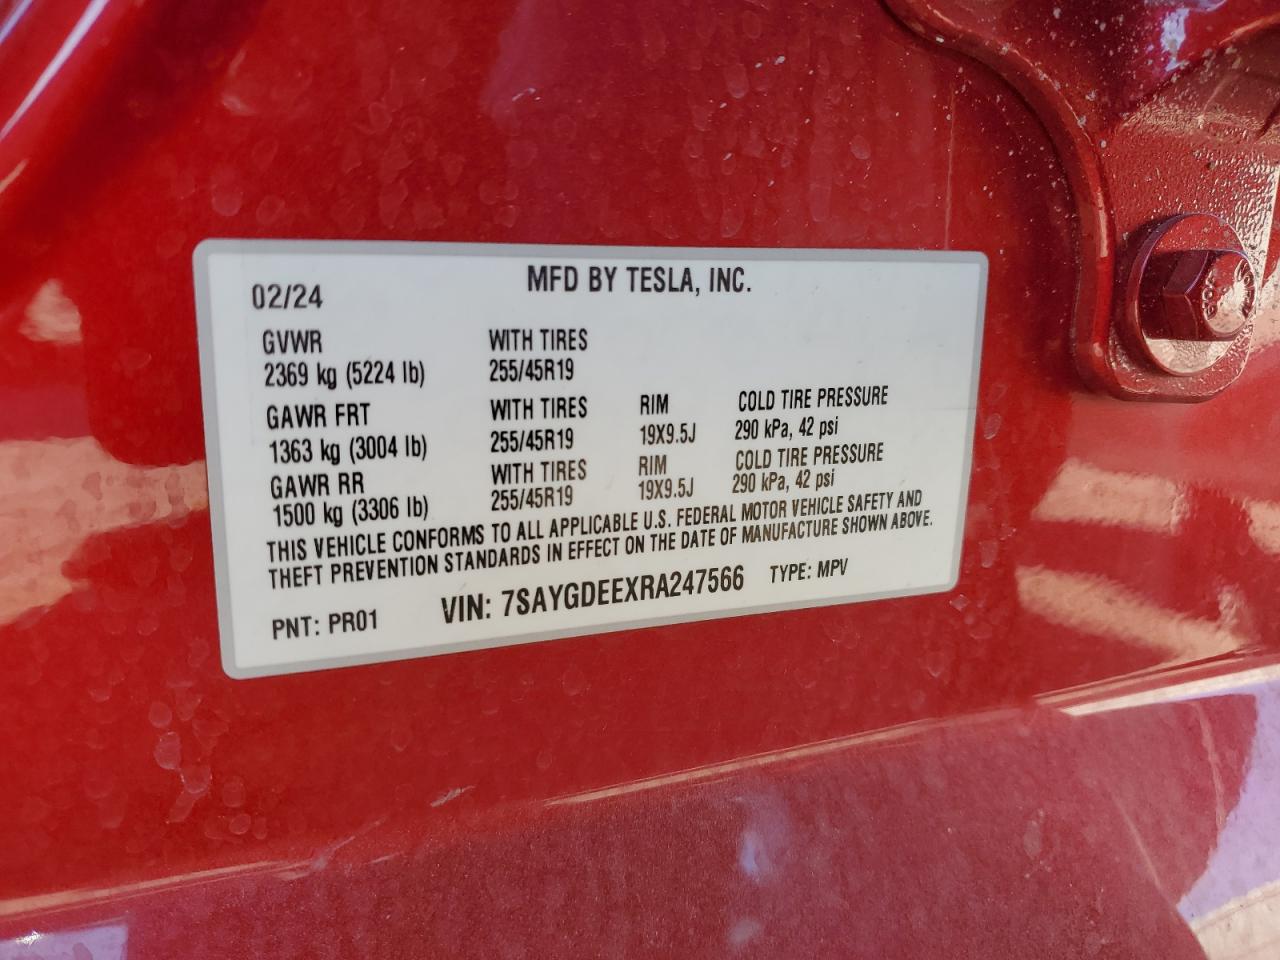 MFD BY TESLA, INC.
02/24
GVWR WITH TIRES
2369 kg (5224 lb) 255/45R19
GAWR FRT WITH TIRES RIM COLD TIRE PRESSURE
1363 kg (3004 lb) 255/45R19 19X9.5J 290 kPa, 42 psi
GAWR RR WITH TIRES RIM COLD TIRE PRESSURE
1500 kg (3306 lb) 255/45R19 19X9.5J 290 kPa, 42 psi
THIS VEHICLE CONFORMS TO ALL APPLICABLE U.S. FEDERAL MOTOR VEHICLE SAFETY AND
THEFT PREVENTION STANDARDS IN EFFECT ON THE DATE OF MANUFACTURE SHOWN ABOVE.
PNT: PR01 VIN: 7SAYGDEEXRA247566 TYPE: MPV